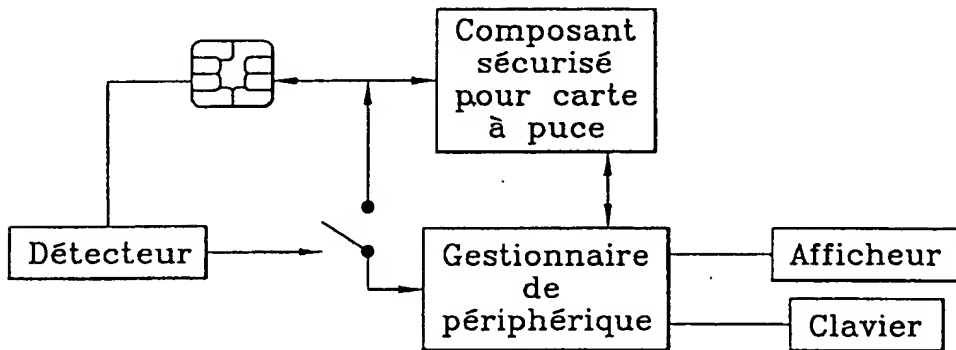 Composant
sécurisé
pour carte
à puce
Détecteur
Gestionnaire
de
périphérique
Afficheur
Clavier